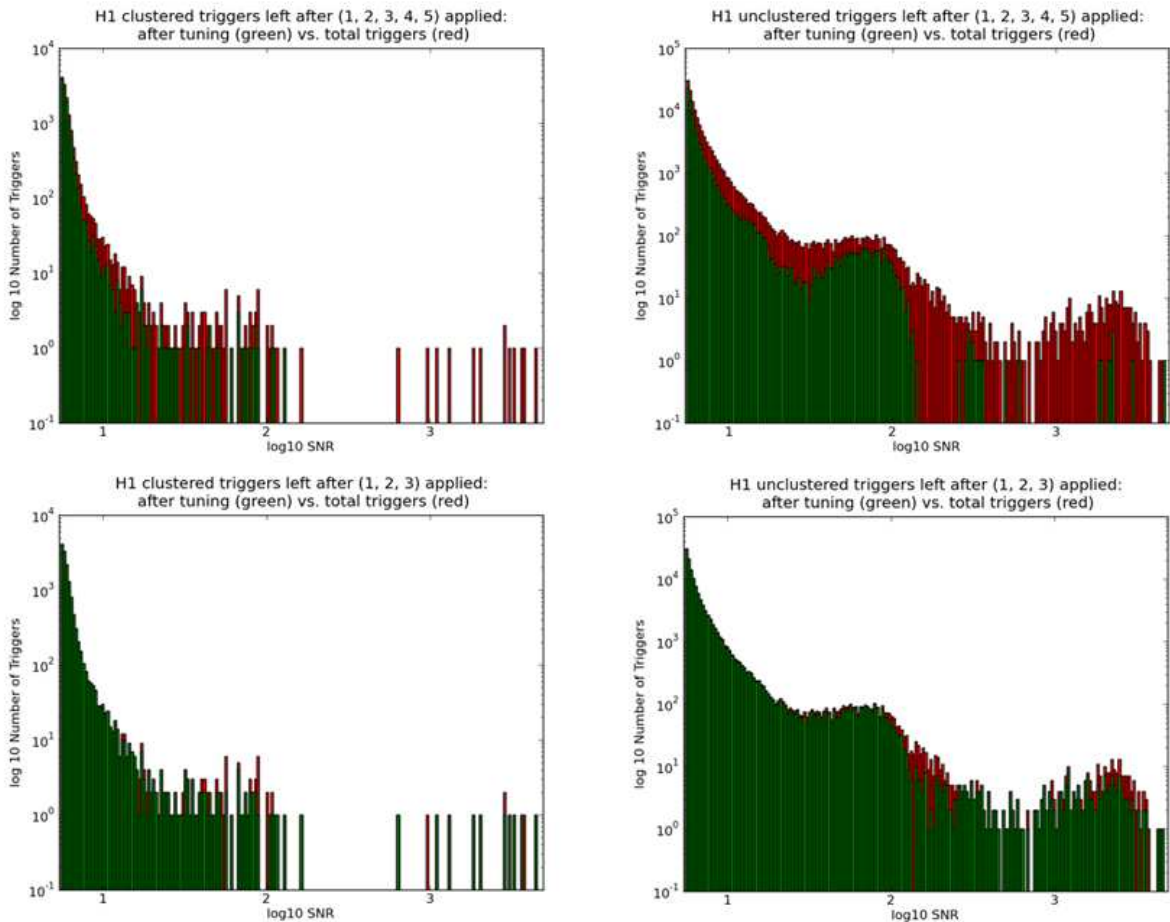 H1 clustered triggers left after (1, 2, 3, 4, 5) applied:
after tuning (green) vs. total triggers (red)
10^4
10^3
10^2
10^1
10^0
10^-1
log 10 Number of Triggers
1 2 3
log10 SNR
H1 unclustered triggers left after (1, 2, 3, 4, 5) applied:
after tuning (green) vs. total triggers (red)
10^5
10^4
10^3
10^2
10^1
10^0
10^-1
log 10 Number of Triggers
1 2 3
log10 SNR
H1 clustered triggers left after (1, 2, 3) applied:
after tuning (green) vs. total triggers (red)
10^4
10^3
10^2
10^1
10^0
10^-1
log 10 Number of Triggers
1 2 3
log10 SNR
H1 unclustered triggers left after (1, 2, 3) applied:
after tuning (green) vs. total triggers (red)
10^5
10^4
10^3
10^2
10^1
10^0
10^-1
log 10 Number of Triggers
1 2 3
log10 SNR